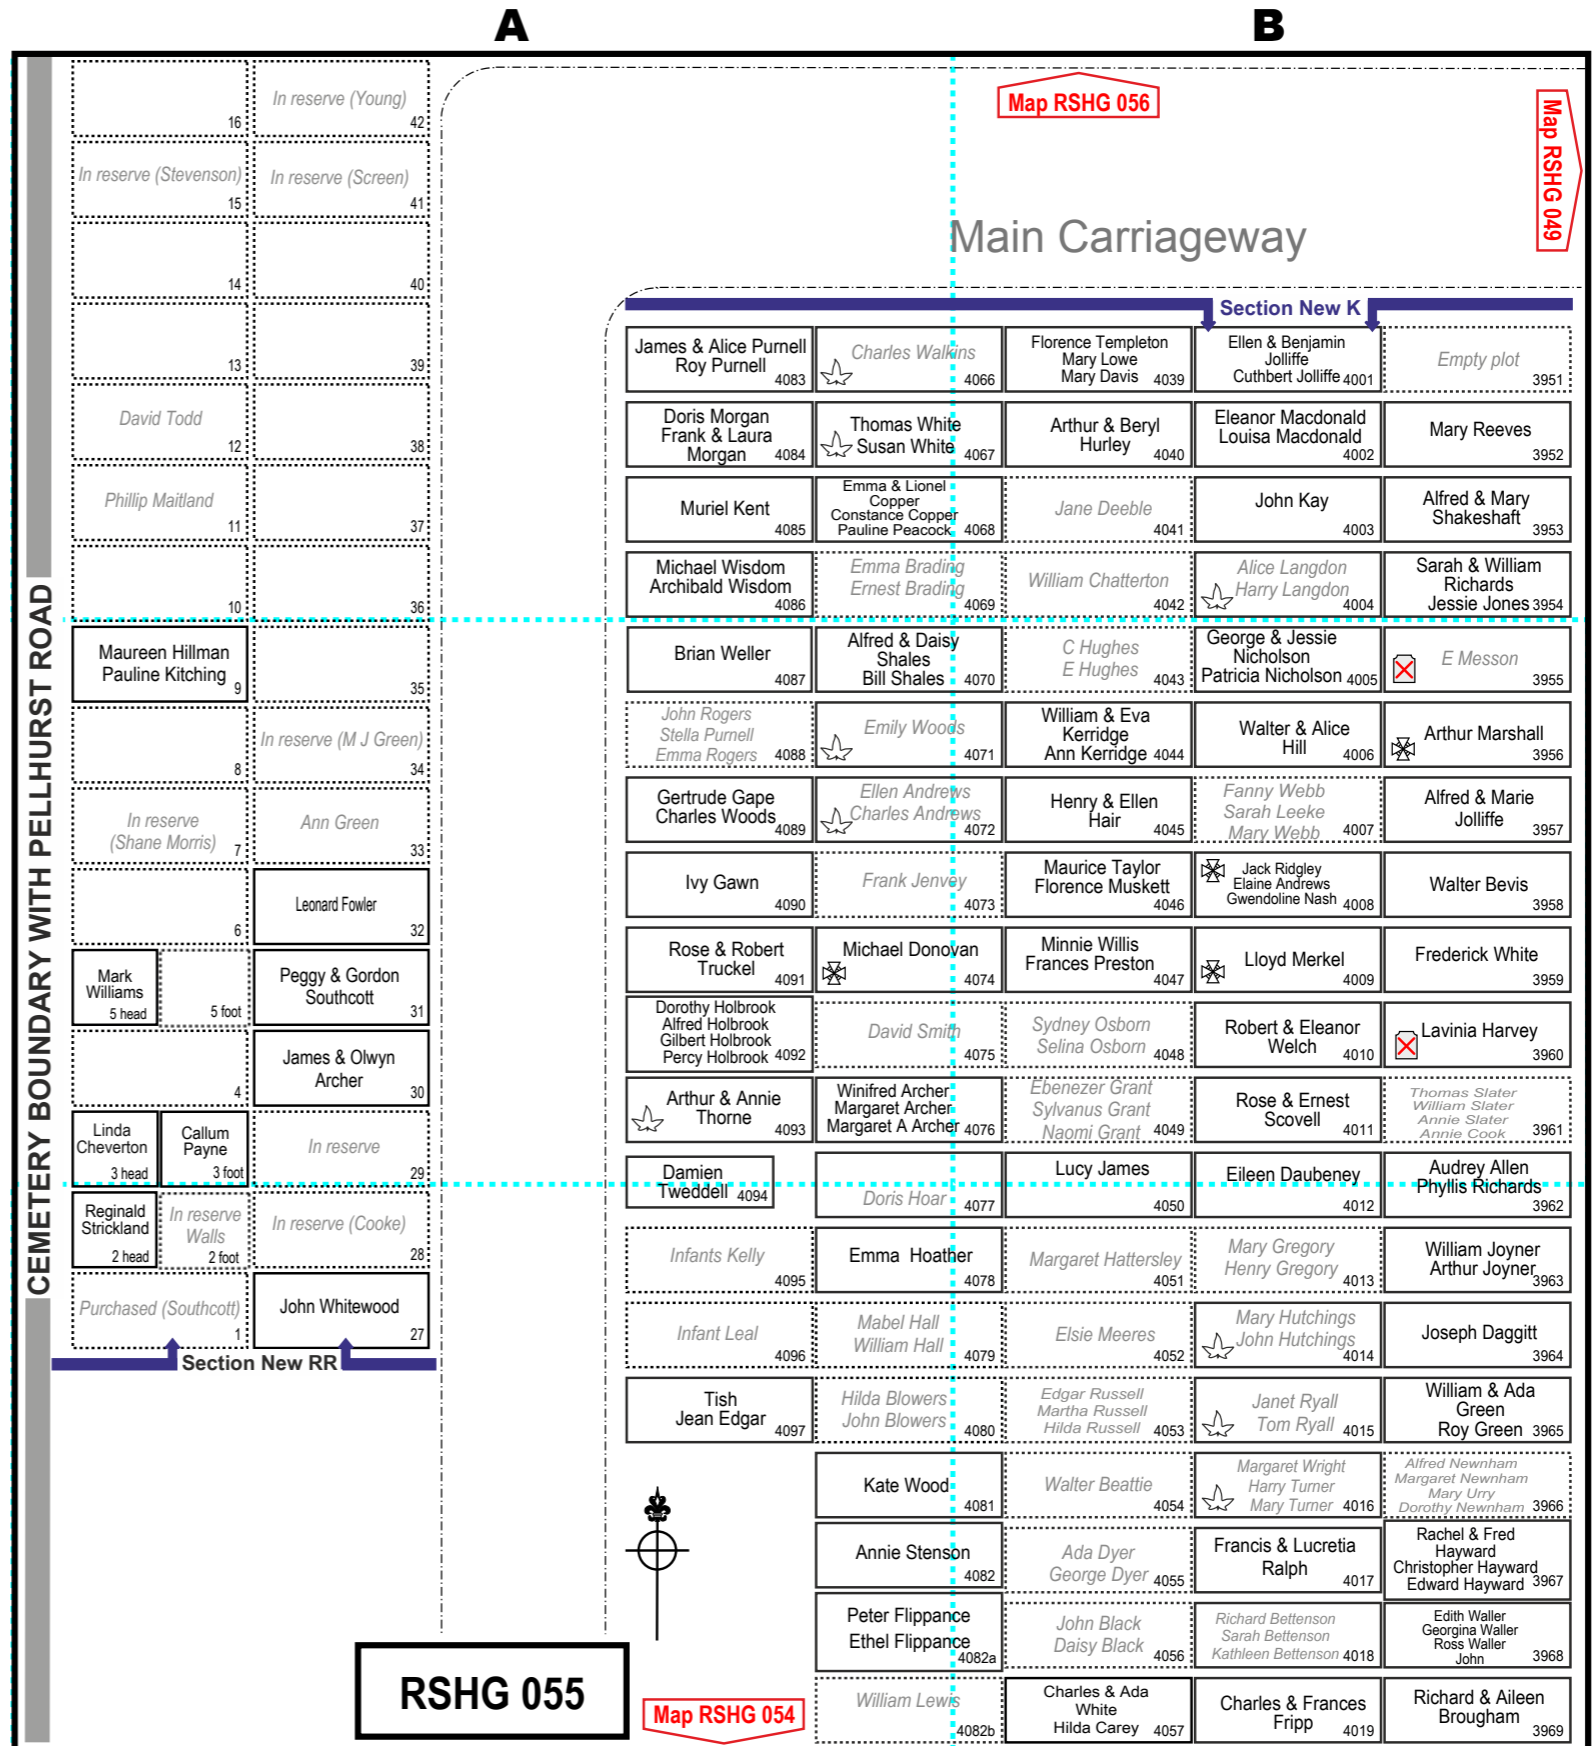 A
B
Map RSHG 056
Map RSHG 049
Main Carriageway
CEMETERY BOUNDARY WITH PELLHURST ROAD
16
In reserve (Young)
42
In reserve (Stevenson)
15
In reserve (Screen)
41
14
40
13
39
David Todd
12
38
Phillip Maitland
11
37
10
36
Maureen Hillman
Pauline Kitching
9
35
8
In reserve (M J Green)
34
In reserve
(Shane Morris)
7
Ann Green
33
6
Leonard Fowler
32
Mark
Williams
5 head
5 foot
Peggy & Gordon
Southcott
31
4
James & Olwyn
Archer
30
Linda
Cheverton
3 head
Callum
Payne
3 foot
In reserve
29
Reginald
Strickland
2 head
In reserve
Walls
2 foot
In reserve (Cooke)
28
Purchased (Southcott)
1
John Whitewood
27
Section New RR
Section New K
James & Alice Purnell
Roy Purnell
4083
Charles Walkins
4066
Florence Templeton
Mary Lowe
Mary Davis 4039
Ellen & Benjamin
Jolliffe
Cuthbert Jolliffe 4001
Empty plot
3951
Doris Morgan
Frank & Laura
Morgan 4084
Thomas White
Susan White 4067
Arthur & Beryl
Hurley 4040
Eleanor Macdonald
Louisa Macdonald
4002
Mary Reeves
3952
Muriel Kent
4085
Emma & Lionel
Copper
Constance Copper
Pauline Peacock 4068
Jane Deeble
4041
John Kay
4003
Alfred & Mary
Shakeshaft
3953
Michael Wisdom
Archibald Wisdom
4086
Emma Brading
Ernest Brading
4069
William Chatterton
4042
Alice Langdon
Harry Langdon
4004
Sarah & William
Richards
Jessie Jones 3954
Brian Weller
4087
Alfred & Daisy
Shales
Bill Shales 4070
C Hughes
E Hughes
4043
George & Jessie
Nicholson
Patricia Nicholson 4005
E Messon
3955
John Rogers
Stella Purnell
Emma Rogers 4088
Emily Woods
4071
William & Eva
Kerridge
Ann Kerridge 4044
Walter & Alice
Hill 4006
Arthur Marshall
3956
Gertrude Gape
Charles Woods
4089
Ellen Andrews
Charles Andrews
4072
Henry & Ellen
Hair
4045
Fanny Webb
Sarah Leeke
Mary Webb 4007
Alfred & Marie
Jolliffe
3957
Ivy Gawn
4090
Frank Jenvey
4073
Maurice Taylor
Florence Muskett
4046
Jack Ridgley
Elaine Andrews
Gwendoline Nash 4008
Walter Bevis
3958
Rose & Robert
Truckel
4091
Michael Donovan
4074
Minnie Willis
Frances Preston
4047
Lloyd Merkel
4009
Frederick White
3959
Dorothy Holbrook
Alfred Holbrook
Gilbert Holbrook
Percy Holbrook 4092
David Smith
4075
Sydney Osborn
Selina Osborn 4048
Robert & Eleanor
Welch
4010
Lavinia Harvey
3960
Arthur & Annie
Thorne
4093
Winifred Archer
Margaret Archer
Margaret A Archer 4076
Ebenezer Grant
Sylvanus Grant
Naomi Grant 4049
Rose & Ernest
Scovell
4011
Thomas Slater
William Slater
Annie Slater
Annie Cook 3961
Damien
Tweddell 4094
Doris Hoar 4077
Lucy James
4050
Eileen Daubeney
4012
Audrey Allen
Phyllis Richards
3962
Infants Kelly
4095
Emma Hoather
4078
Margaret Hattersley
4051
Mary Gregory
Henry Gregory
4013
William Joyner
Arthur Joyner
3963
Infant Leal
4096
Mabel Hall
William Hall 4079
Elsie Meeres
4052
Mary Hutchings
John Hutchings
4014
Joseph Daggitt
3964
Tish
Jean Edgar
4097
Hilda Blowers
John Blowers
4080
Edgar Russell
Martha Russell
Hilda Russell 4053
Janet Ryall
Tom Ryall 4015
William & Ada
Green
Roy Green 3965
Kate Wood
4081
Walter Beattie
4054
Margaret Wright
Harry Turner
Mary Turner 4016
Alfred Newnham
Margaret Newnham
Mary Urry
Dorothy Newnham 3966
Annie Stenson
4082
Ada Dyer
George Dyer 4055
Francis & Lucretia
Ralph
4017
Rachel & Fred
Hayward
Christopher Hayward
Edward Hayward 3967
Peter Flippance
Ethel Flippance
4082a
John Black
Daisy Black 4056
Richard Bettenson
Sarah Bettenson
Kathleen Bettenson 4018
Edith Waller
Georgina Waller
Ross Waller
John 3968
William Lewis
4082b
Charles & Ada
White
Hilda Carey 4057
Charles & Frances
Fripp 4019
Richard & Aileen
Brougham
3969
RSHG 055
Map RSHG 054